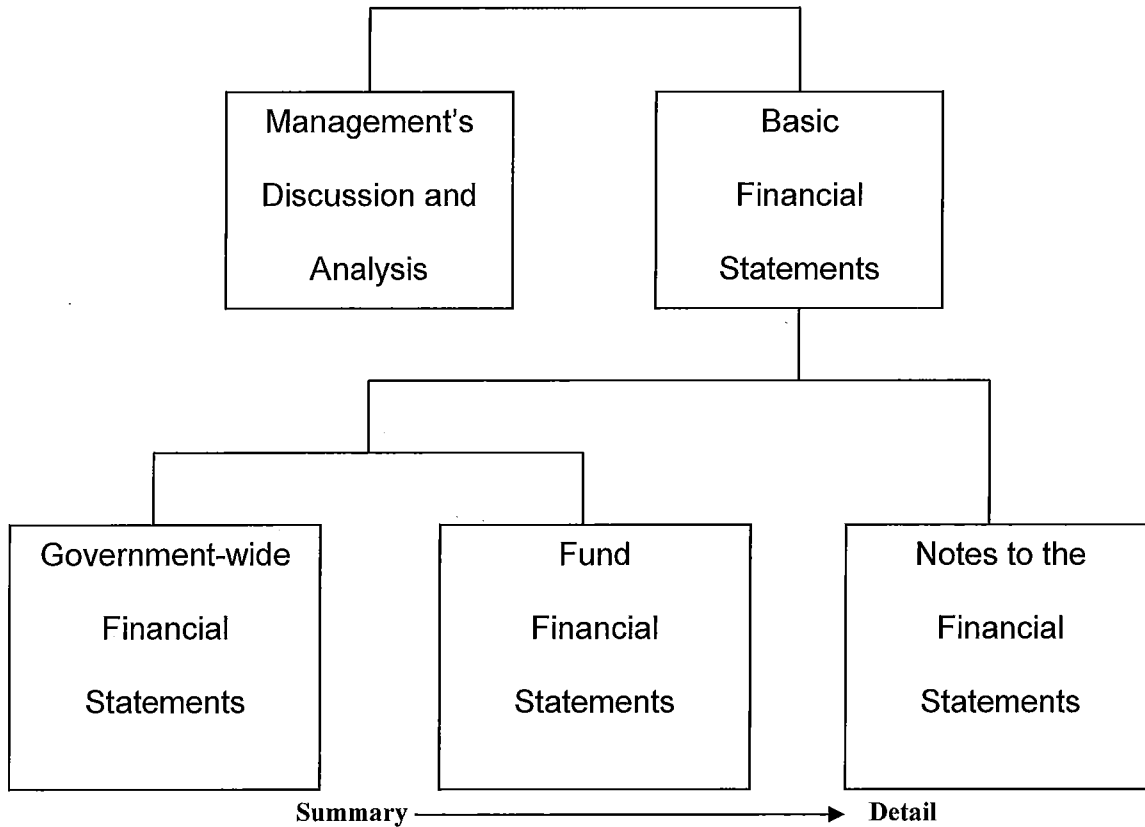 Management's
Discussion and
Analysis
Basic
Financial
Statements
Government-wide
Financial
Statements
Fund
Financial
Statements
Notes to the
Financial
Statements
Summary
Detail